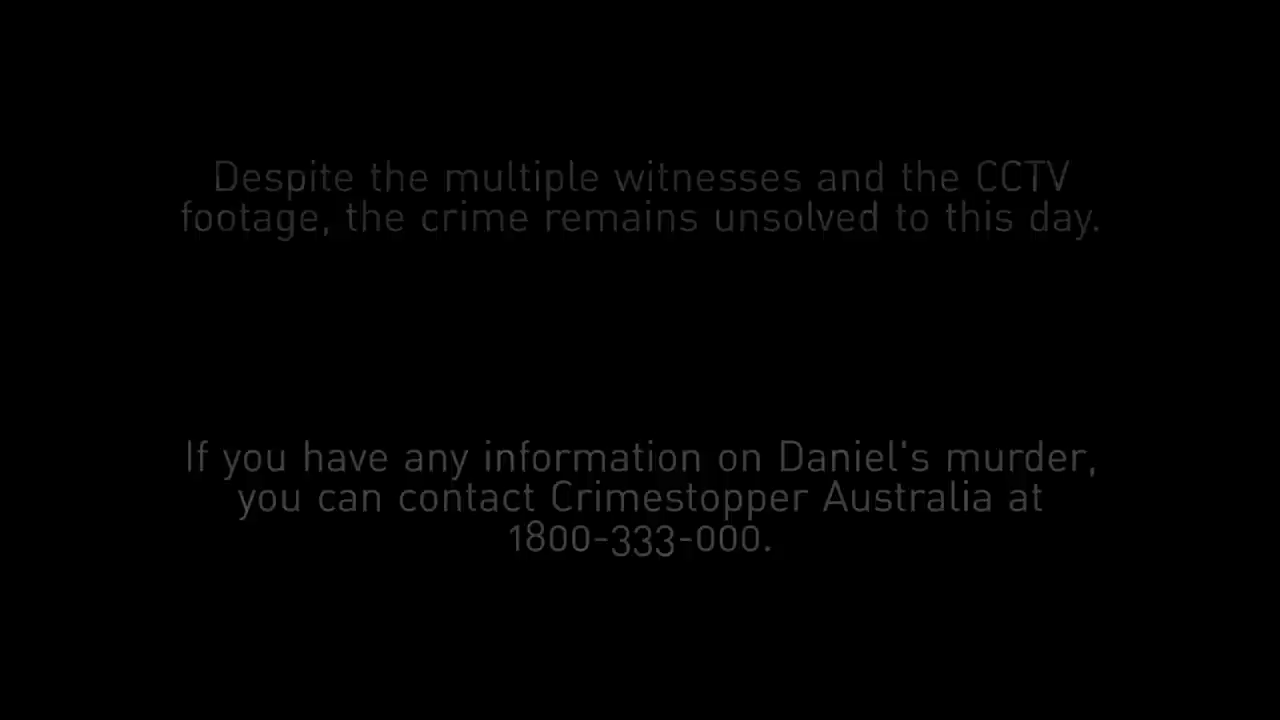 Despite the multiple witnesses and the CCTV
footage, the crime remains unsolved to this day.
If you have any information on Daniel's murder,
you can contact Crimestopper Australia at
1800-333-000.